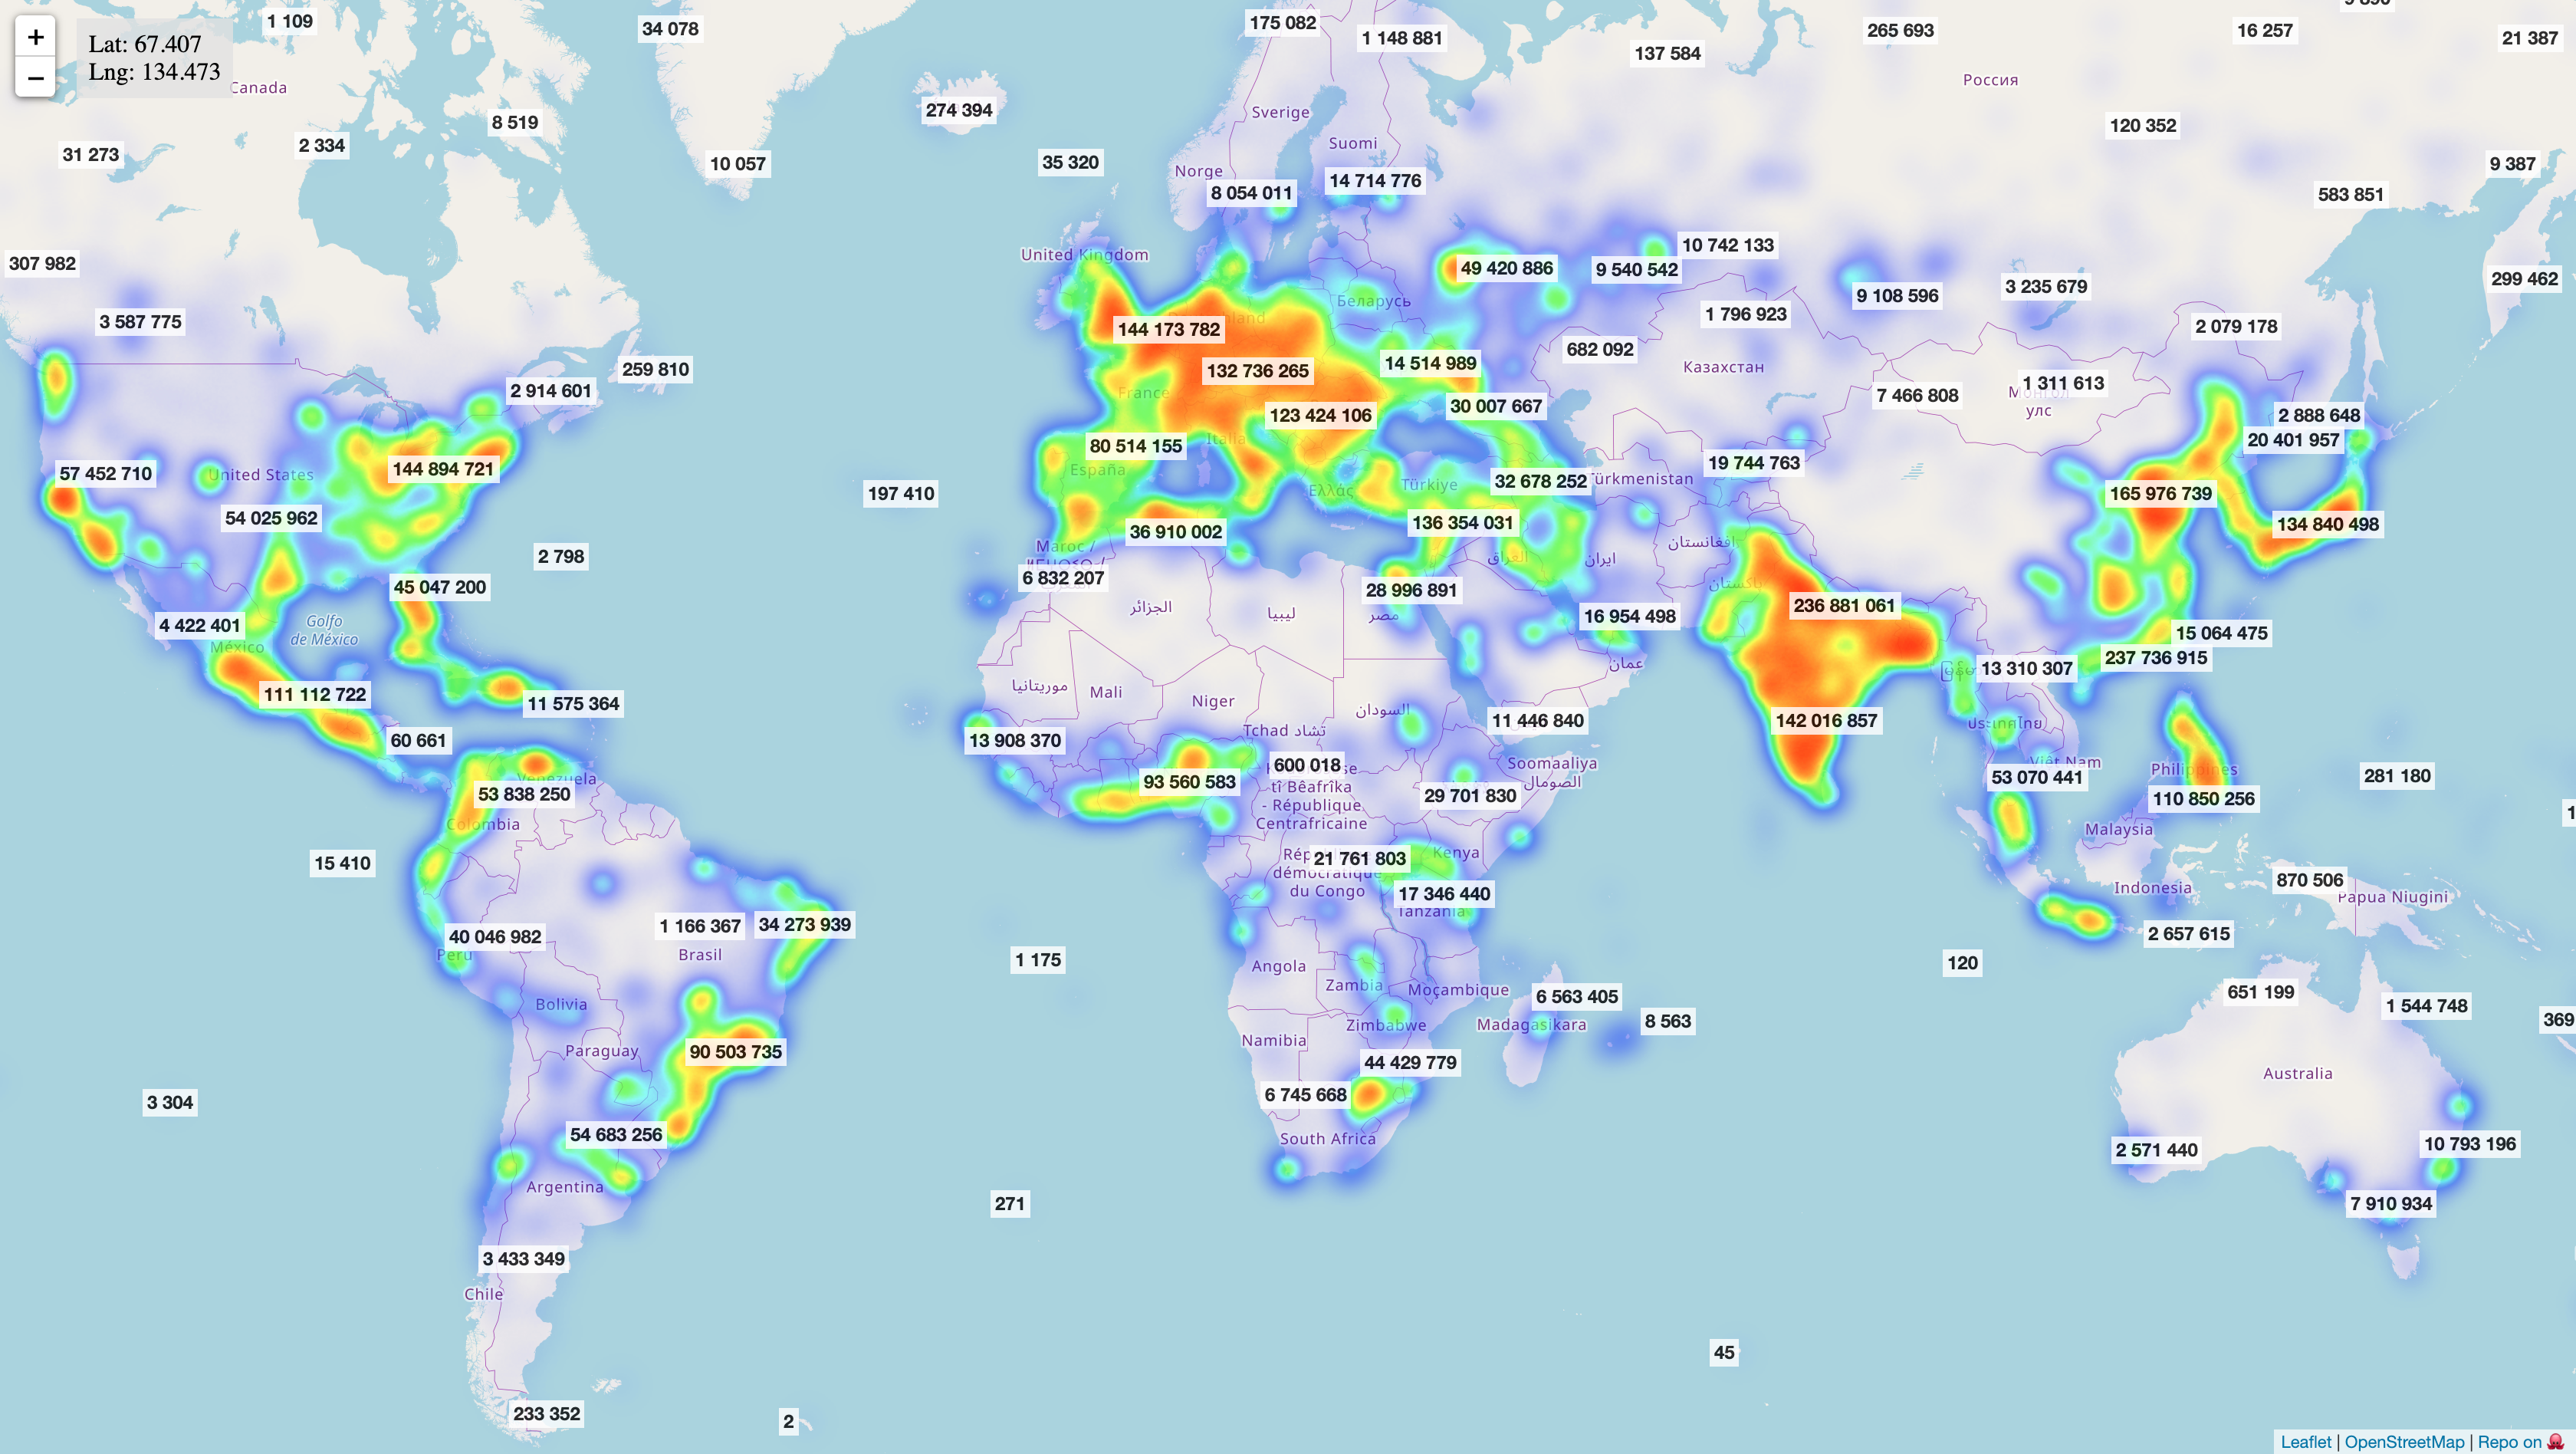 +
−
Lat: 67.407
Lng: 134.473
1 109
34 078
175 082
1 148 881
137 584
265 693
16 257
21 387
Canada
Россия
274 394
Sverige
8 519
120 352
Suomi
2 334
31 273
10 057
35 320
Norge
9 387
14 714 776
8 054 011
583 851
United Kingdom
10 742 133
307 982
49 420 886
9 540 542
299 462
3 235 679
9 108 596
Беларусь
3 587 775
144 173 782
1 796 923
2 079 178
682 092
259 810
132 736 265
14 514 989
Казахстан
2 914 601
France
7 466 808
1 311 613
улс
30 007 667
123 424 106
2 888 648
20 401 957
80 514 155
Italia
19 744 763
144 894 721
España
57 452 710
United States
32 678 252
Türkiye
Ελλάς
197 410
165 976 739
54 025 962
136 354 031
134 840 498
36 910 002
افغانستان
Maroc /
2 798
العراق
ایران
6 832 207
پاکستان
45 047 200
28 996 891
236 881 061
الجزائر
ليبيا
مصر
16 954 498
4 422 401
Golfo
de México
15 064 475
México
237 736 915
عمان
13 310 307
موريتانيا
Mali
111 112 722
Niger
11 575 364
السودان
11 446 840
142 016 857
ประเทศไทย
13 908 370
Tchad تشاد
60 661
600 018
Soomaaliya
الصومال
Việt Nam
Philippines
53 070 441
281 180
Venezuela
93 560 583
tî Bêafrîka
- République
Centrafricaine
53 838 250
29 701 830
110 850 256
Colombia
Malaysia
15 410
21 761 803
Kenya
démocratique
du Congo
870 506
Indonesia
17 346 440
Papua Niugini
Tanzania
1 166 367
34 273 939
40 046 982
2 657 615
Peru
Brasil
1 175
120
Angola
Zambia
Moçambique
651 199
6 563 405
Bolivia
1 544 748
8 563
369
Zimbabwe
Madagasikara
Namibia
Paraguay
90 503 735
44 429 779
Australia
6 745 668
3 304
54 683 256
South Africa
10 793 196
2 571 440
Argentina
271
7 910 934
3 433 349
Chile
45
233 352
2
Leaflet | OpenStreetMap | Repo on